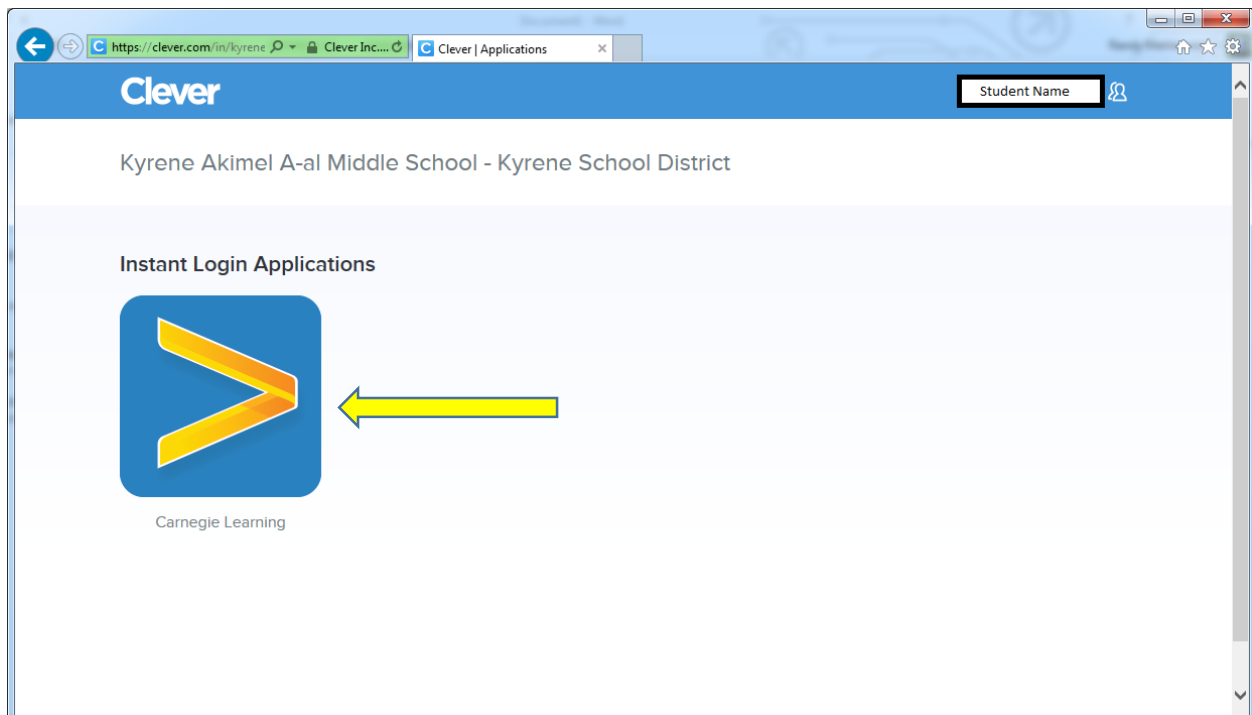 https://clever.com/in/kyrene
Clever Inc....
Clever | Applications
Clever
Student Name
Kyrene Akimel A-al Middle School - Kyrene School District
Instant Login Applications
Carnegie Learning